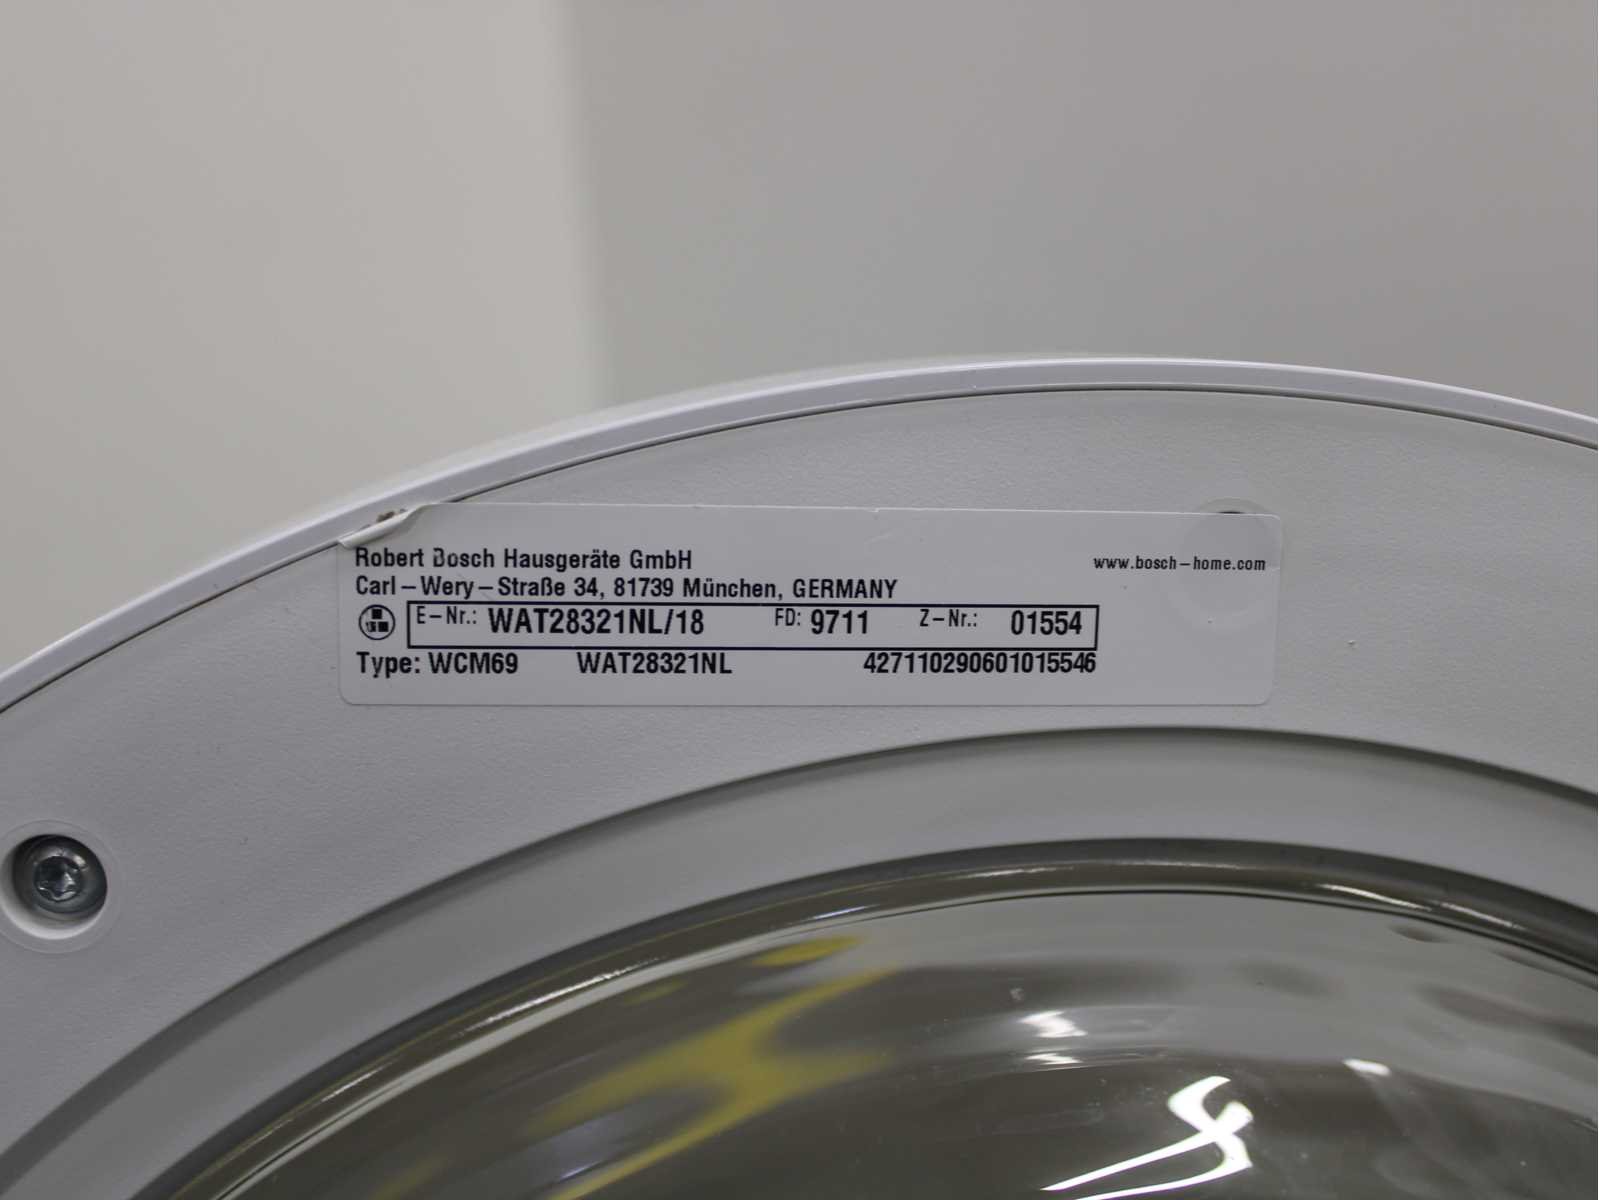 Robert Bosch Hausgeräte GmbH
www.bosch-home.com
Carl-Wery-Straße 34, 81739 München, GERMANY
E-Nr.: WAT28321NL/18 FD: 9711 Z-Nr.: 01554
Type: WCM69 WAT28321NL 427110290601015546